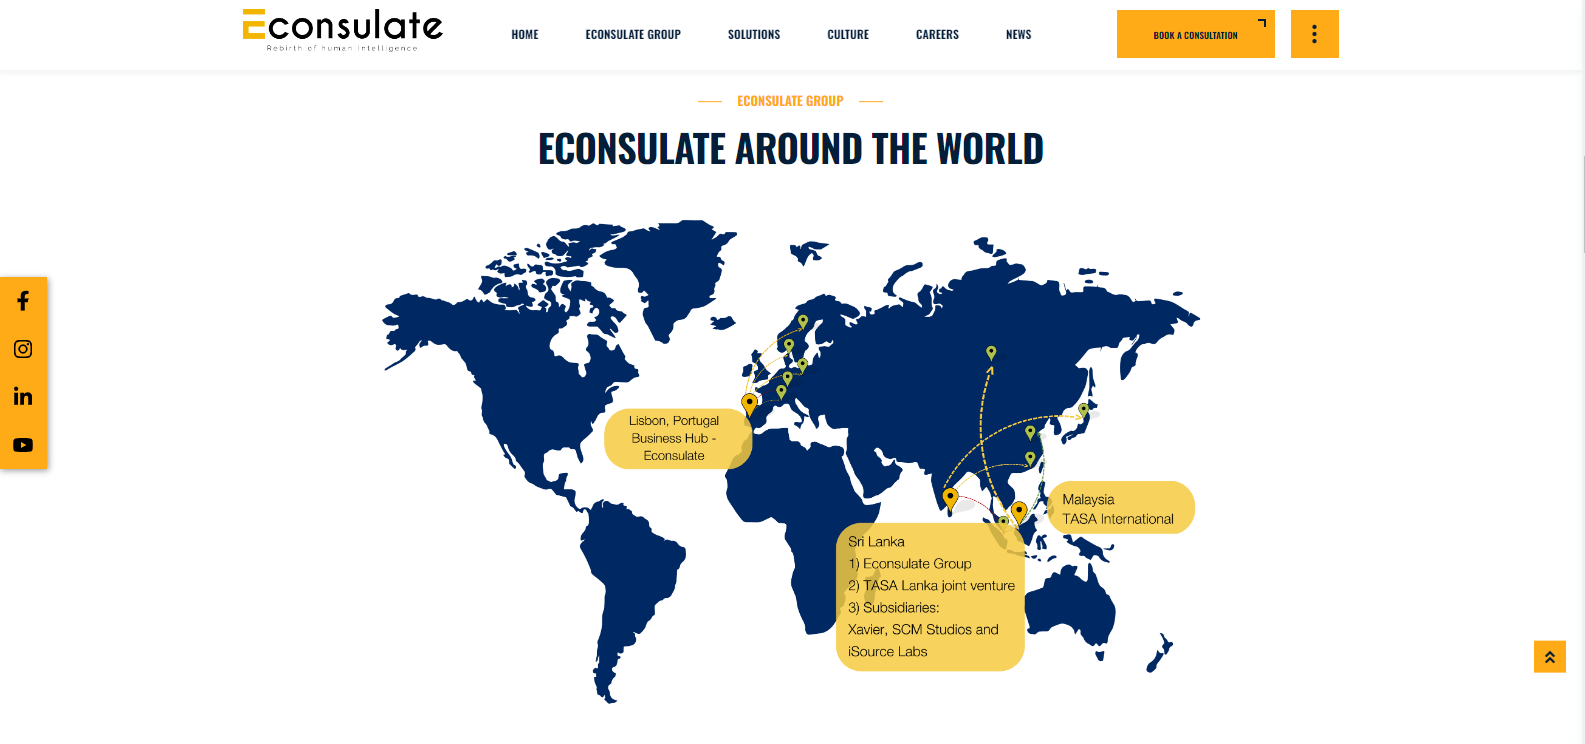 Econsulate
Rebirth of human intelligence
HOME
ECONSULATE GROUP
SOLUTIONS
CULTURE
CAREERS
NEWS
BOOK A CONSULTATION
ECONSULATE GROUP
ECONSULATE AROUND THE WORLD
Lisbon, Portugal
Business Hub -
Econsulate
Malaysia
TASA International
Sri Lanka
1) Econsulate Group
2) TASA Lanka joint venture
3) Subsidiaries:
Xavier, SCM Studios and
iSource Labs